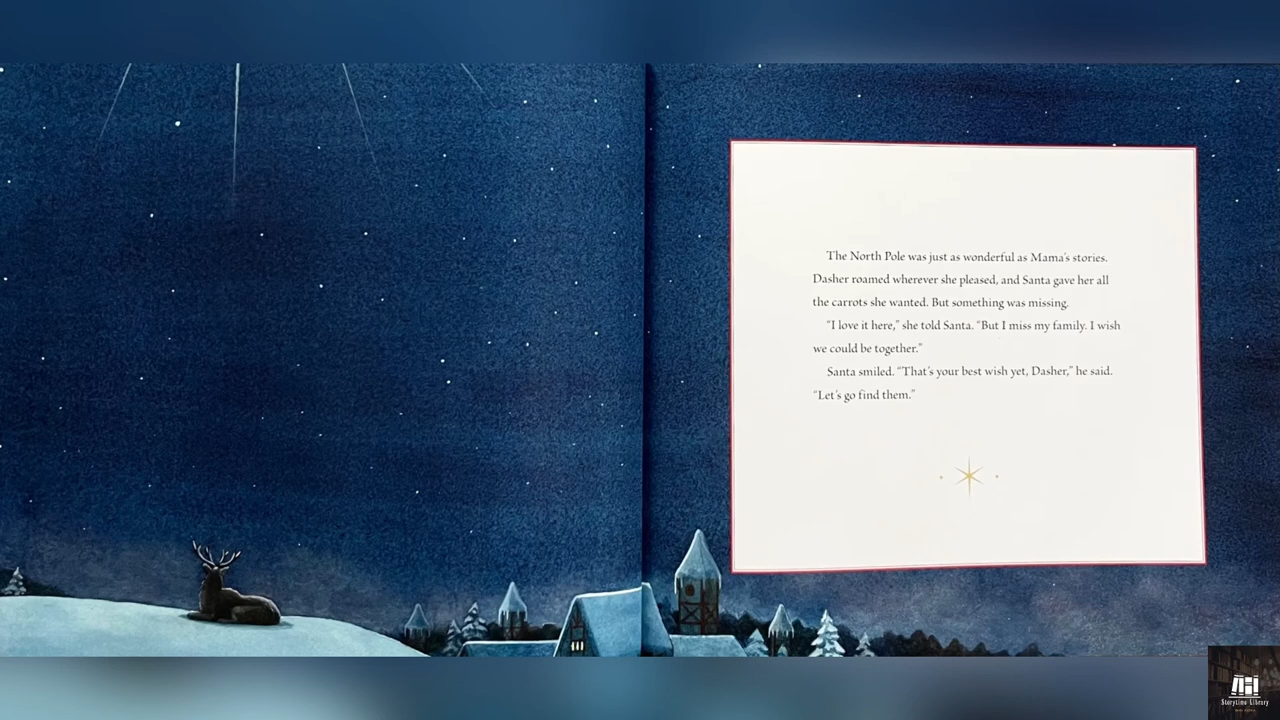 The North Pole was just as wonderful as Mama's stories.
Dasher roamed wherever she pleased, and Santa gave her all
the carrots she wanted. But something was missing.
"I love it here," she told Santa. "But I miss my family. I wish
we could be together."
Santa smiled. "That's your best wish yet, Dasher," he said.
"Let's go find them."
Storytime Library